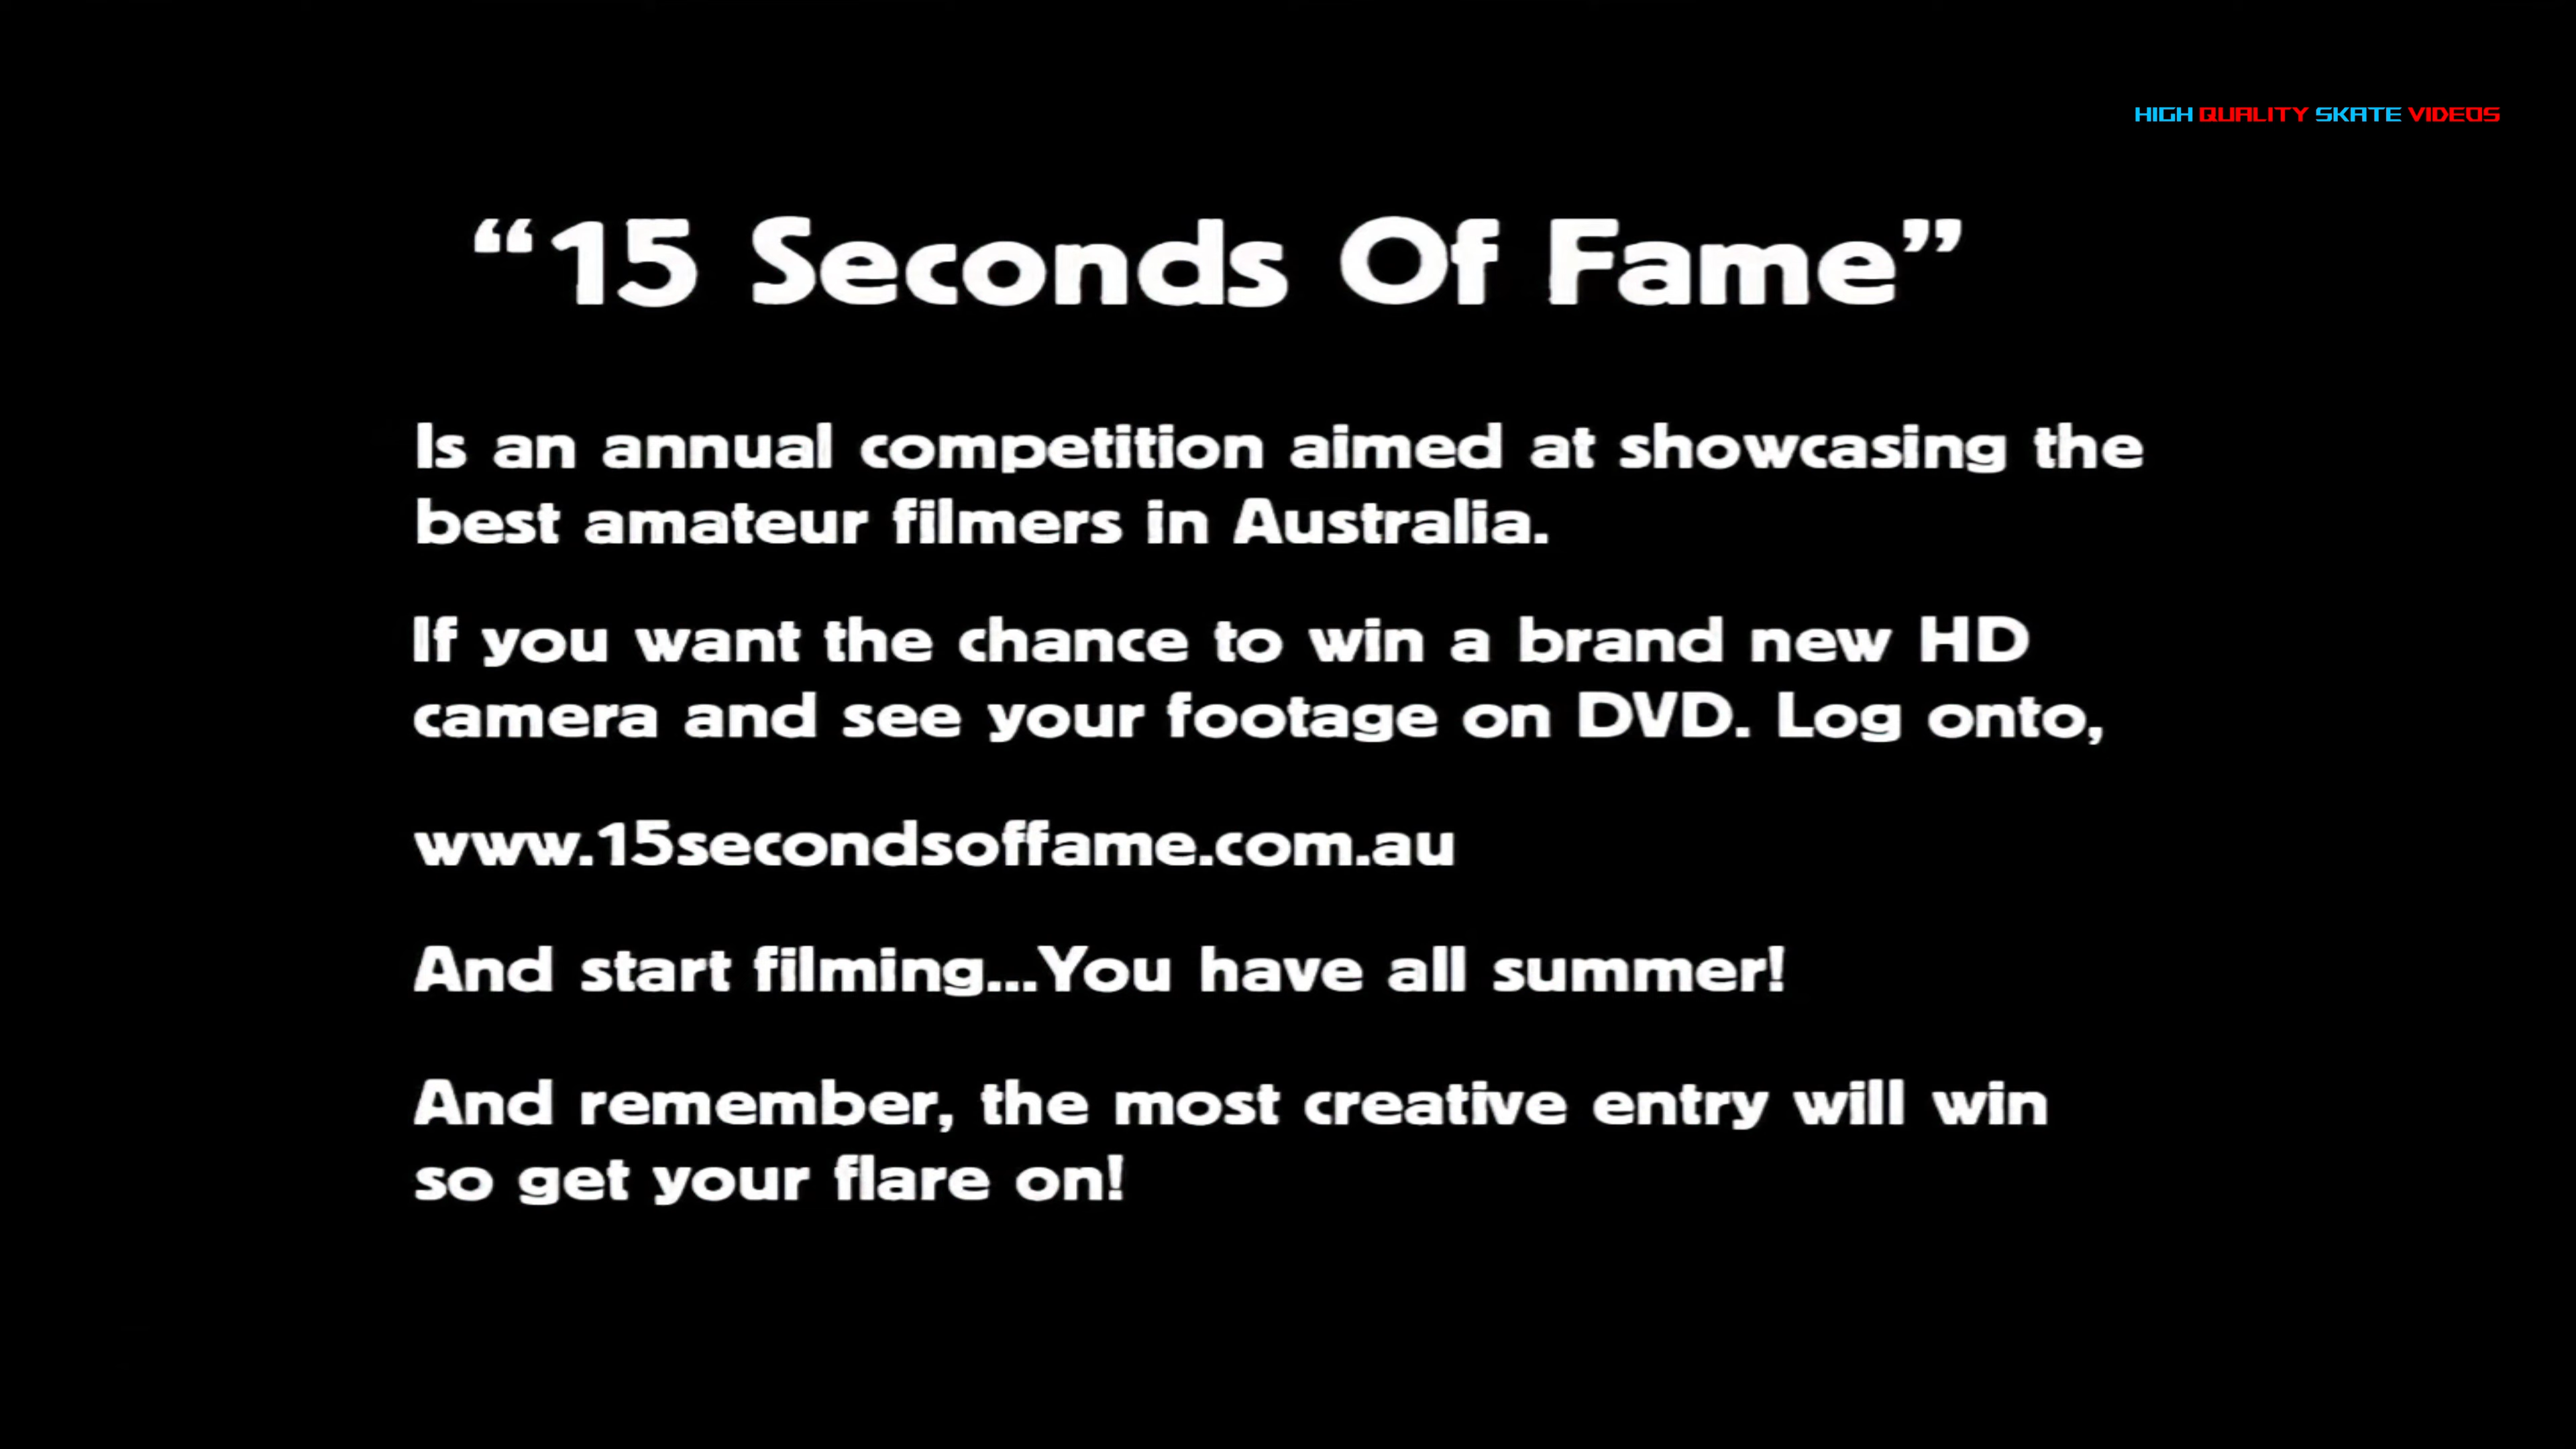 HIGH QUALITY SKATE VIDEOS
“15 Seconds Of Fame”
Is an annual competition aimed at showcasing the
best amateur filmers in Australia.
If you want the chance to win a brand new HD
camera and see your footage on DVD. Log onto,
www.15secondsoffame.com.au
And start filming...You have all summer!
And remember, the most creative entry will win
so get your flare on!